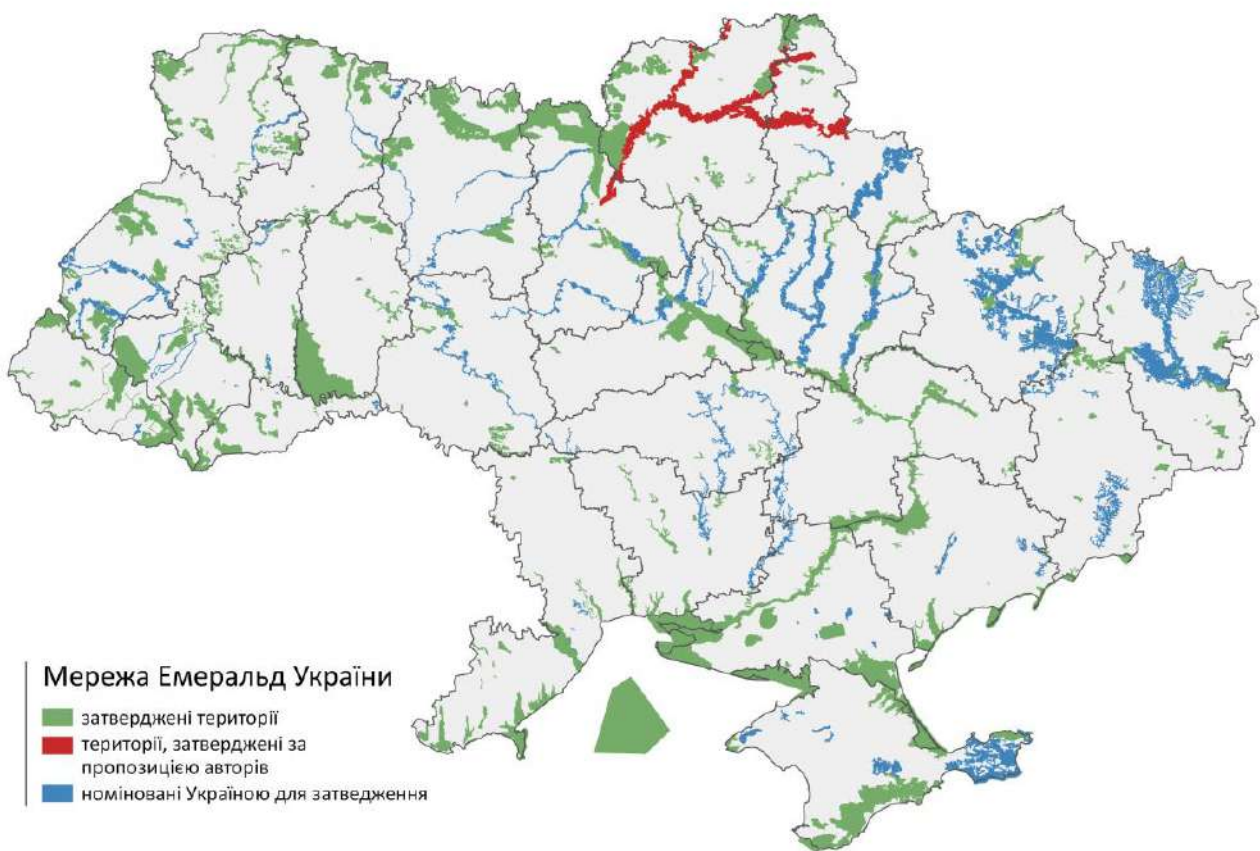 Мережа Емеральд України
затверджені території
території, затверджені за
пропозицією авторів
номіновані Україною для затведження